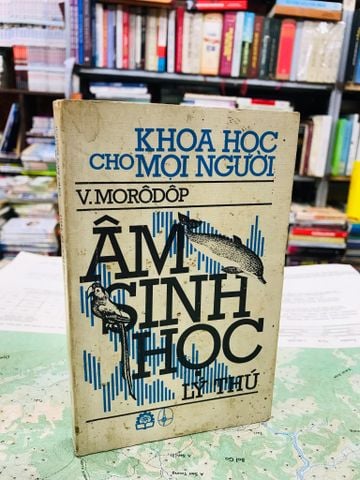 KHOA HỌC
CHO MỌI NGƯỜI
V. MORÔDÔP
ÂM
SINH
HỌC
LÝ THÚ